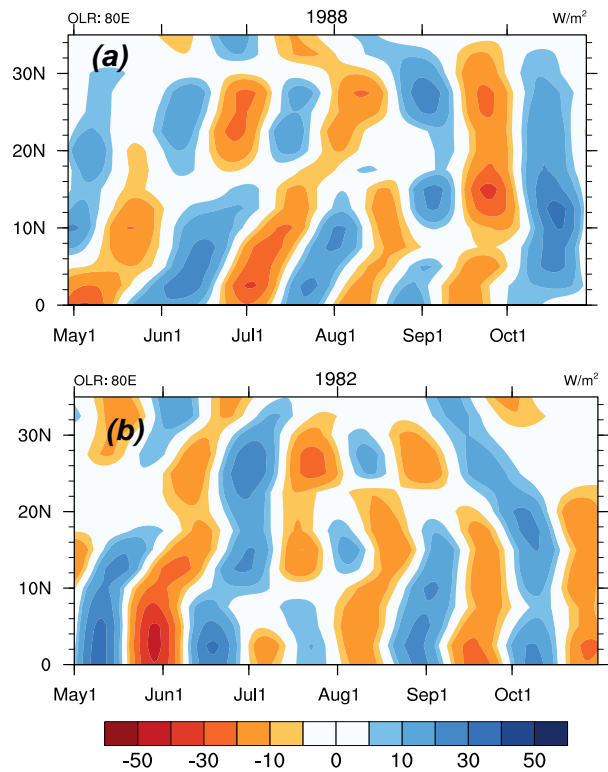 OLR: 80E 1988 W/m²
(a)
30N
20N
10N
0
May1 Jun1 Jul1 Aug1 Sep1 Oct1
OLR: 80E 1982 W/m²
(b)
30N
20N
10N
0
May1 Jun1 Jul1 Aug1 Sep1 Oct1
-50 -30 -10 0 10 30 50